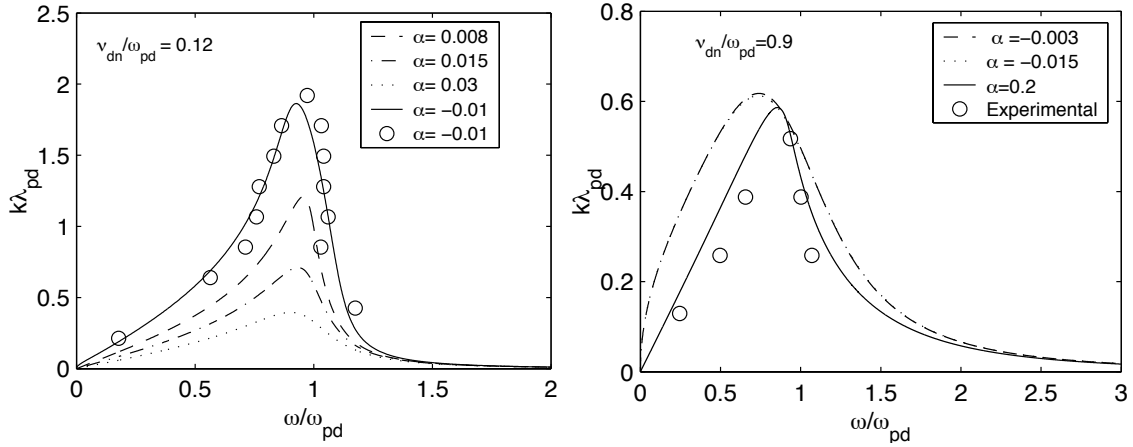 ν_dn/ω_pd = 0.12
α= 0.008
α= 0.015
α= 0.03
α= −0.01
α= −0.01
kλ_pd
2.5
2
1.5
1
0.5
0
0
0.5
1
1.5
2
ω/ω_pd
ν_dn/ω_pd=0.9
α =−0.003
α = −0.015
α=0.2
Experimental
kλ_pd
0.8
0.6
0.4
0.2
0
0
0.5
1
1.5
2
2.5
3
ω/ω_pd